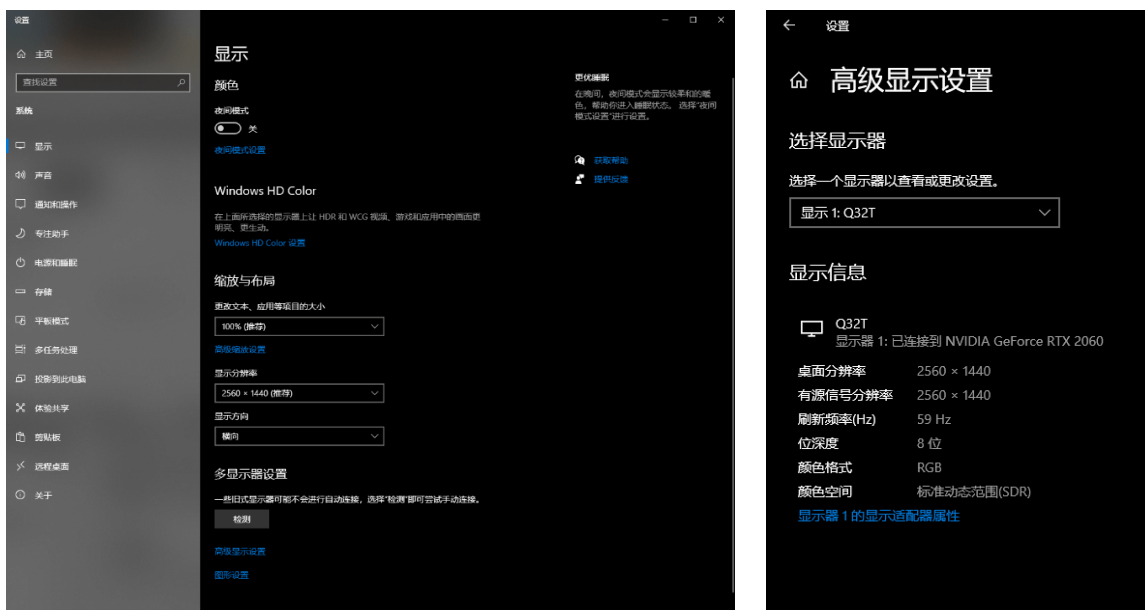 设置
主页
查找设置
系统
显示
声音
通知和操作
专注助手
电源和睡眠
存储
平板模式
多任务处理
投影到此电脑
体验共享
剪贴板
远程桌面
关于
显示
颜色
夜间模式
关
夜间模式设置
Windows HD Color
在上面所选择的显示器上让 HDR 和 WCG 视频、游戏和应用中的画面更
明亮、更生动。
Windows HD Color 设置
缩放与布局
更改文本、应用等项目的大小
100% (推荐)
高级缩放设置
显示分辨率
2560 × 1440 (推荐)
显示方向
横向
多显示器设置
一些旧式显示器可能不会进行自动连接，选择"检测"即可尝试手动连接。
检测
高级显示设置
图形设置
更优睡眠
在晚间，夜间模式会显示较柔和的暖
色，帮助你进入睡眠状态。 选择"夜间
模式设置"进行设置。
获取帮助
提供反馈
设置
高级显示设置
选择显示器
选择一个显示器以查看或更改设置。
显示 1: Q32T
显示信息
Q32T
显示器 1: 已连接到 NVIDIA GeForce RTX 2060
桌面分辨率 2560 × 1440
有源信号分辨率 2560 × 1440
刷新频率(Hz) 59 Hz
位深度 8 位
颜色格式 RGB
颜色空间 标准动态范围(SDR)
显示器 1 的显示适配器属性